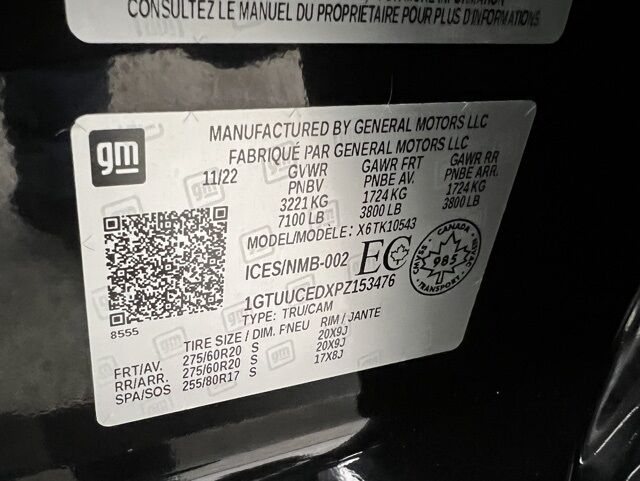 CONSULTEZ LE MANUEL DU PROPRIÉTAIRE POUR PLUS D'INFORMATIONS
gm
MANUFACTURED BY GENERAL MOTORS LLC
FABRIQUÉ PAR GENERAL MOTORS LLC
11/22 GVWR GAWR FRT GAWR RR
PNBV PNBE AV. PNBE ARR.
3221 KG 1724 KG 1724 KG
7100 LB 3800 LB 3800 LB
MODEL/MODÈLE: X6TK10543
ICES/NMB-002 EC
CANADA
CMVSS 985 NSVAC
TRANSPORT
1GTUUCEDXPZ153476
TYPE: TRU/CAM
8555
TIRE SIZE / DIM. PNEU RIM / JANTE
FRT/AV. 275/60R20 S 20X9J
RR/ARR. 275/60R20 S 20X9J
SPA/SOS 255/80R17 S 17X8J